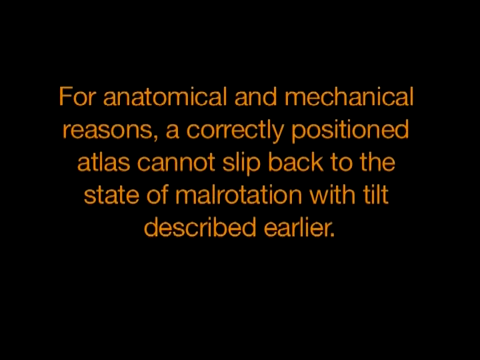 For anatomical and mechanical
reasons, a correctly positioned
atlas cannot slip back to the
state of malrotation with tilt
described earlier.